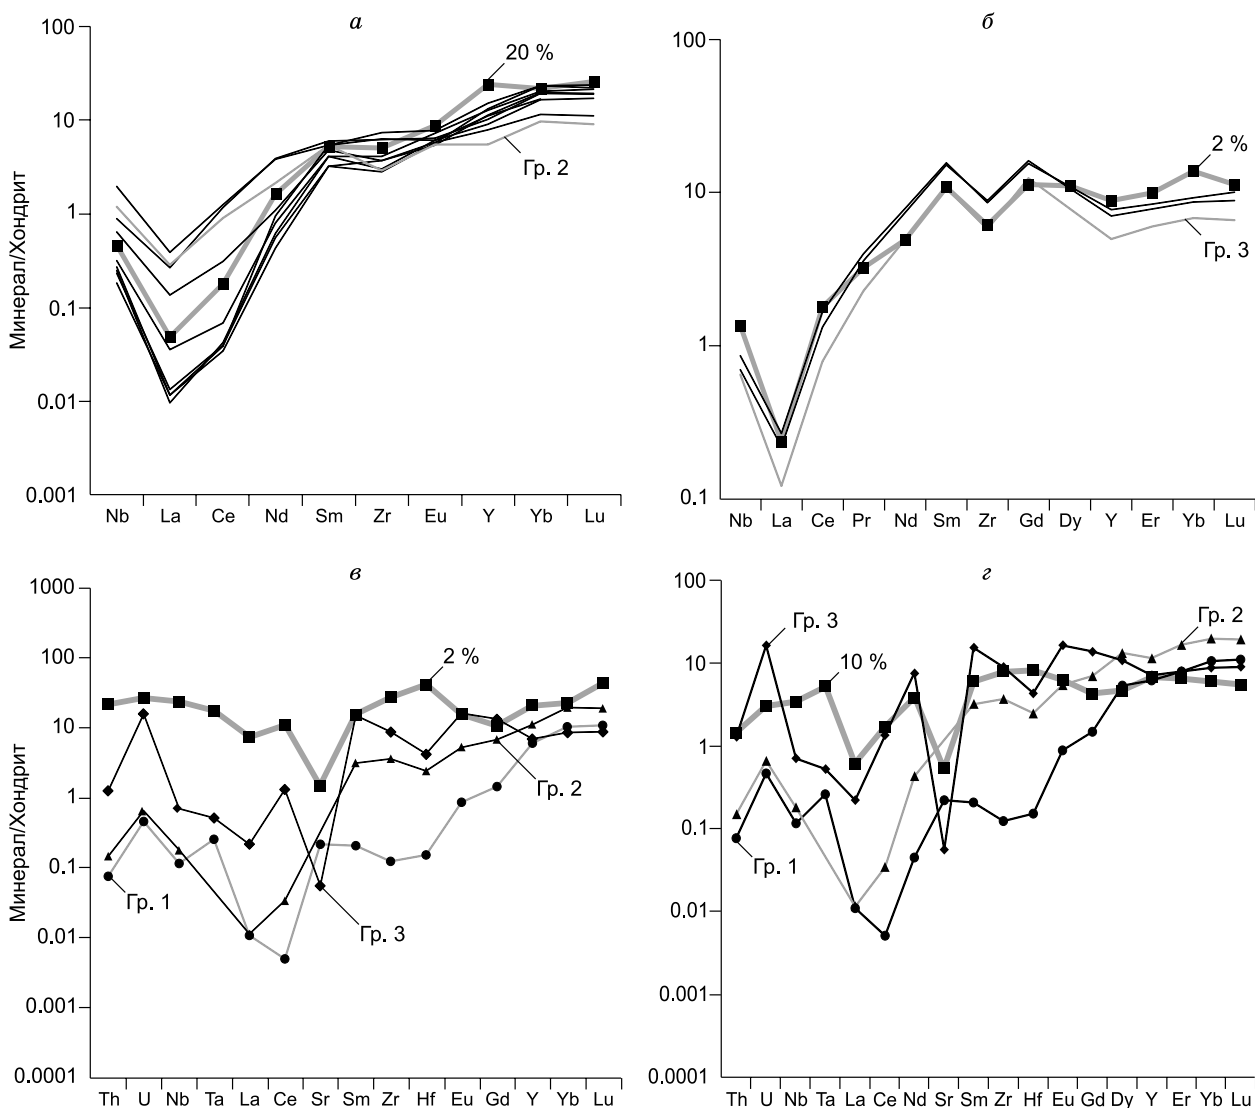 а
Минерал/Хондрит
100
10
1
0.1
0.01
0.001
20 %
Гр. 2
Nb La Ce Nd Sm Zr Eu Y Yb Lu
б
100
10
1
0.1
2 %
Гр. 3
Nb La Ce Pr Nd Sm Zr Gd Dy Y Er Yb Lu
в
Минерал/Хондрит
1000
100
10
1
0.1
0.01
0.001
0.0001
2 %
Гр. 2
Гр. 1
Гр. 3
Th U Nb Ta La Ce Sr Sm Zr Hf Eu Gd Y Yb Lu
г
100
10
1
0.1
0.01
0.001
0.0001
Гр. 3
10 %
Гр. 2
Гр. 1
Th U Nb Ta La Ce Nd Sr Sm Zr Hf Eu Gd Dy Y Er Yb Lu